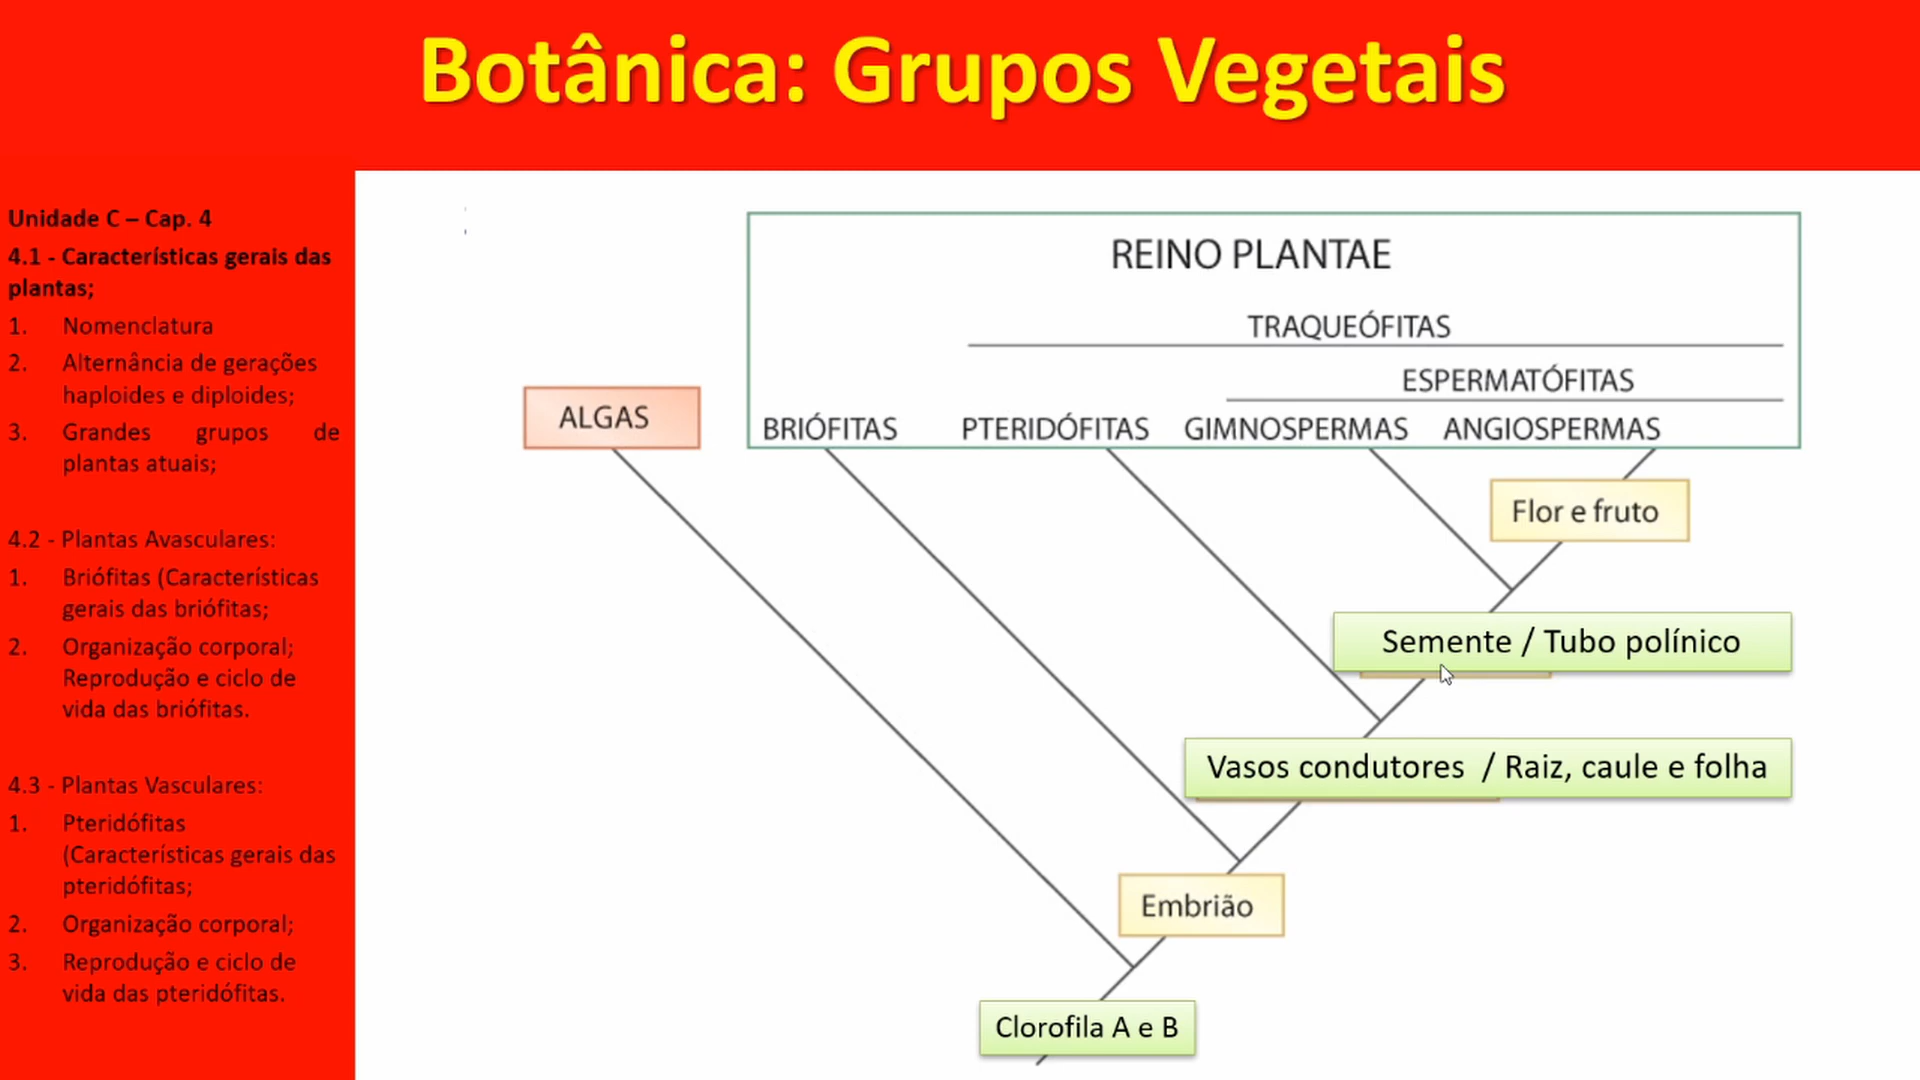 Botânica: Grupos Vegetais
Unidade C – Cap. 4
4.1 - Características gerais das
plantas;
1. Nomenclatura
2. Alternância de gerações
haploides e diploides;
3. Grandes grupos de
plantas atuais;
4.2 - Plantas Avasculares:
1. Briófitas (Características
gerais das briófitas;
2. Organização corporal;
Reprodução e ciclo de
vida das briófitas.
4.3 - Plantas Vasculares:
1. Pteridófitas
(Características gerais das
pteridófitas;
2. Organização corporal;
3. Reprodução e ciclo de
vida das pteridófitas.
REINO PLANTAE
TRAQUEÓFITAS
ESPERMATÓFITAS
ALGAS
BRIÓFITAS PTERIDÓFITAS GIMNOSPERMAS ANGIOSPERMAS
Flor e fruto
Semente / Tubo polínico
Vasos condutores / Raiz, caule e folha
Embrião
Clorofila A e B